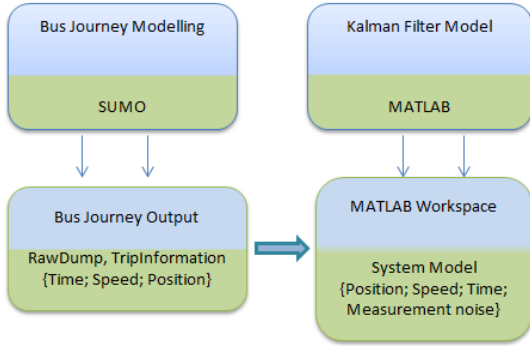 Bus Journey Modelling
SUMO
Kalman Filter Model
MATLAB
Bus Journey Output
RawDump, TripInformation
{Time; Speed; Position}
MATLAB Workspace
System Model
{Position; Speed; Time;
Measurement noise}